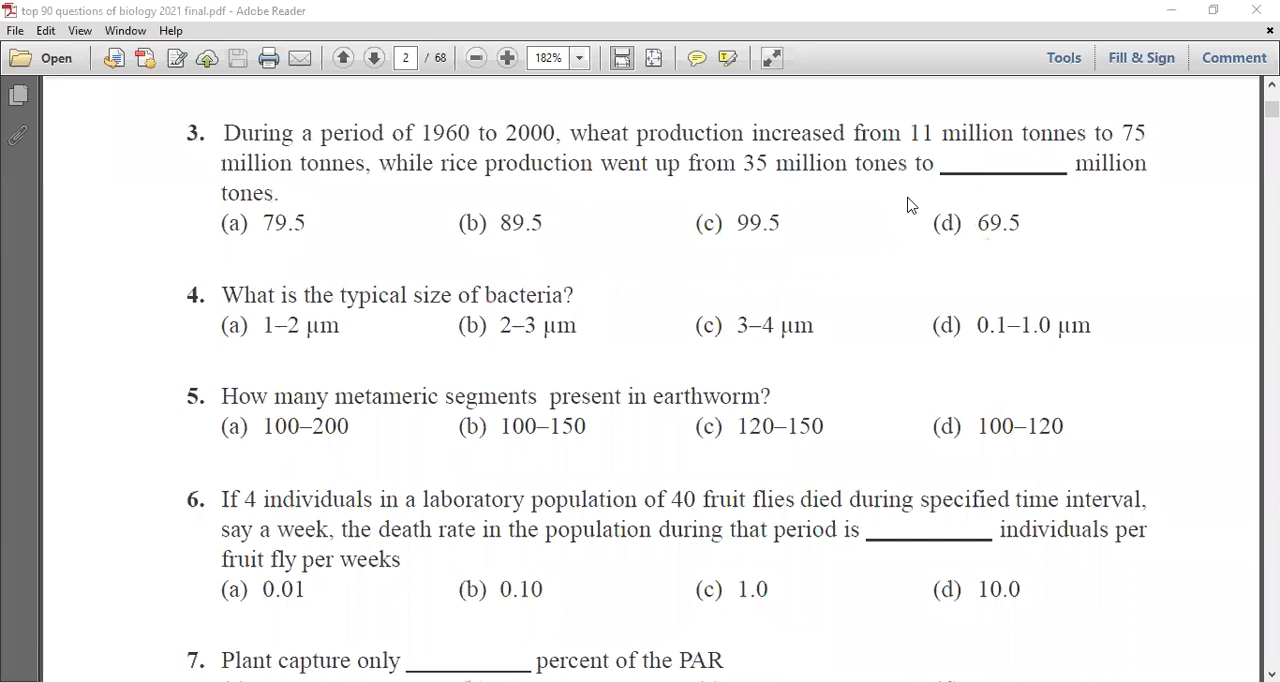 top 90 questions of biology 2021 final.pdf - Adobe Reader
File Edit View Window Help
Open 2 / 68 182% Tools Fill & Sign Comment
3. During a period of 1960 to 2000, wheat production increased from 11 million tonnes to 75
million tonnes, while rice production went up from 35 million tones to __________ million
tones.
(a) 79.5 (b) 89.5 (c) 99.5 (d) 69.5
4. What is the typical size of bacteria?
(a) 1–2 µm (b) 2–3 µm (c) 3–4 µm (d) 0.1–1.0 µm
5. How many metameric segments present in earthworm?
(a) 100–200 (b) 100–150 (c) 120–150 (d) 100–120
6. If 4 individuals in a laboratory population of 40 fruit flies died during specified time interval,
say a week, the death rate in the population during that period is __________ individuals per
fruit fly per weeks
(a) 0.01 (b) 0.10 (c) 1.0 (d) 10.0
7. Plant capture only __________ percent of the PAR